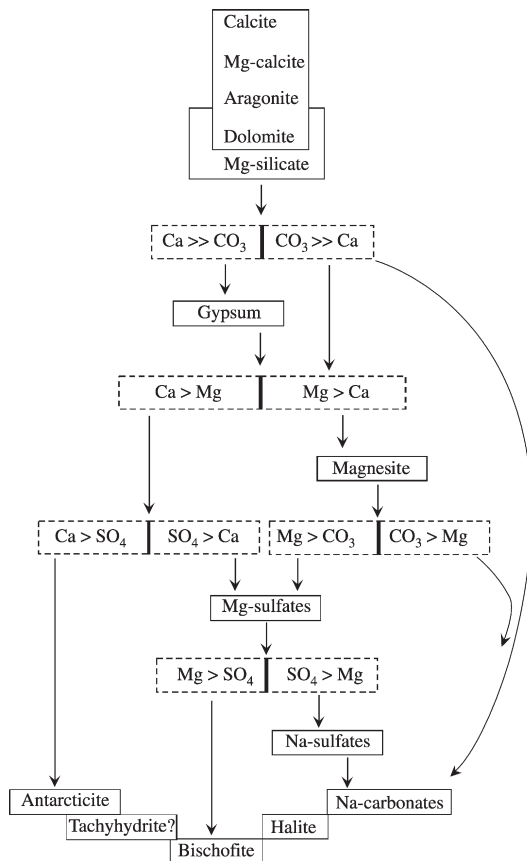 Calcite
Mg-calcite
Aragonite
Dolomite
Mg-silicate
Ca >> CO₃ CO₃ >> Ca
Gypsum
Ca > Mg Mg > Ca
Magnesite
Ca > SO₄ SO₄ > Ca Mg > CO₃ CO₃ > Mg
Mg-sulfates
Mg > SO₄ SO₄ > Mg
Na-sulfates
Antarcticite Na-carbonates
Tachyhydrite? Halite
Bischofite